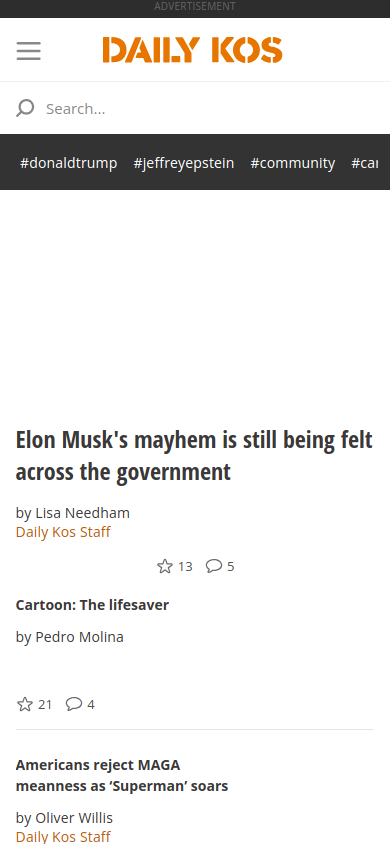 ADVERTISEMENT
DAILY KOS
Search...
#donaldtrump #jeffreyepstein #community #car
Elon Musk's mayhem is still being felt
across the government
by Lisa Needham
Daily Kos Staff
13 5
Cartoon: The lifesaver
by Pedro Molina
21 4
Americans reject MAGA
meanness as ‘Superman’ soars
by Oliver Willis
Daily Kos Staff